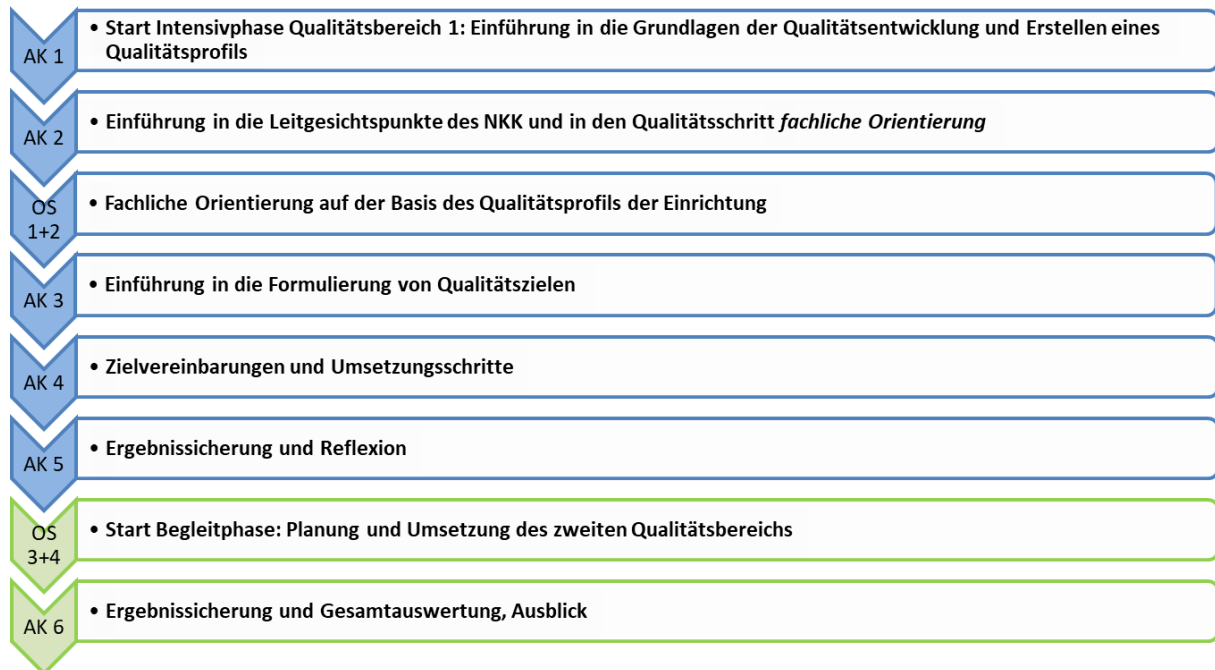 AK 1
• Start Intensivphase Qualitätsbereich 1: Einführung in die Grundlagen der Qualitätsentwicklung und Erstellen eines
Qualitätsprofils
AK 2
• Einführung in die Leitgesichtspunkte des NKK und in den Qualitätsschritt fachliche Orientierung
OS
1+2
• Fachliche Orientierung auf der Basis des Qualitätsprofils der Einrichtung
AK 3
• Einführung in die Formulierung von Qualitätszielen
AK 4
• Zielvereinbarungen und Umsetzungsschritte
AK 5
• Ergebnissicherung und Reflexion
OS
3+4
• Start Begleitphase: Planung und Umsetzung des zweiten Qualitätsbereichs
AK 6
• Ergebnissicherung und Gesamtauswertung, Ausblick